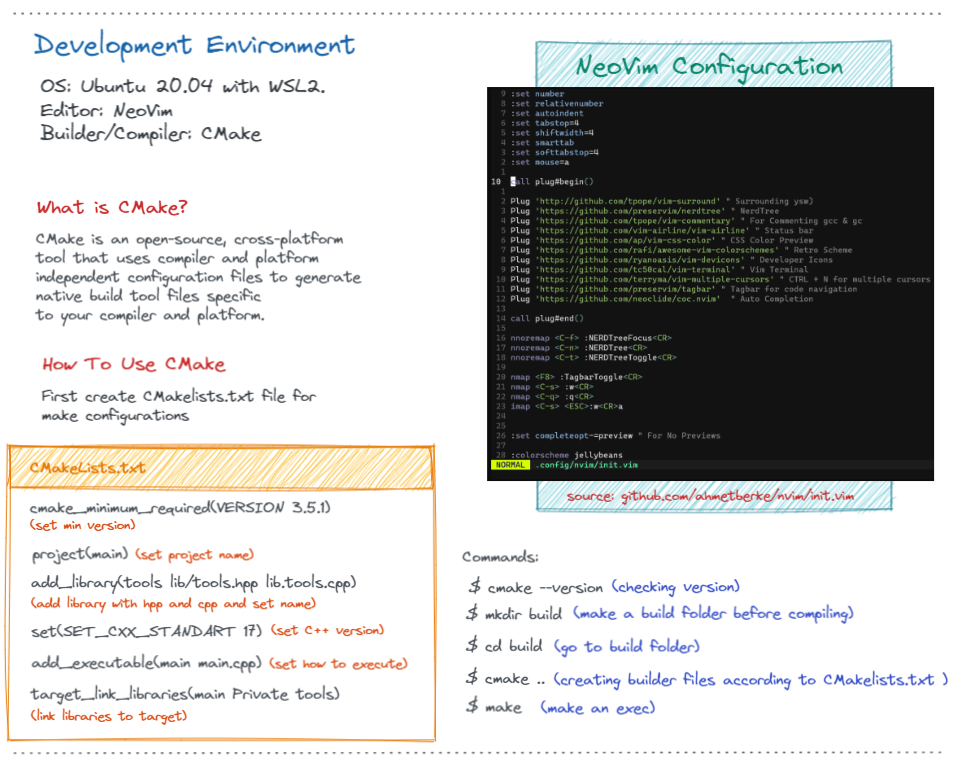 Development Environment
OS: Ubuntu 20.04 with WSL2.
Editor: NeoVim
Builder/Compiler: CMake
What is CMake?
CMake is an open-source, cross-platform
tool that uses compiler and platform
independent configuration files to generate
native build tool files specific
to your compiler and platform.
How To Use CMake
First create CMakelists.txt file for
make configurations
CMakeLists.txt
cmake_minimum_required(VERSION 3.5.1)
(set min version)
project(main) (set project name)
add_library(tools lib/tools.hpp lib.tools.cpp)
(add library with hpp and cpp and set name)
set(SET_CXX_STANDART 17) (set C++ version)
add_executable(main main.cpp) (set how to execute)
target_link_libraries(main Private tools)
(link libraries to target)
NeoVim Configuration
9 :set number
8 :set relativenumber
7 :set autoindent
6 :set tabstop=4
5 :set shiftwidth=4
4 :set smarttab
3 :set softtabstop=4
2 :set mouse=a
1
10 call plug#begin()
1
2 Plug 'http://github.com/tpope/vim-surround' " Surrounding ysw)
3 Plug 'https://github.com/preservim/nerdtree' " NerdTree
4 Plug 'https://github.com/tpope/vim-commentary' " For Commenting gcc & gc
5 Plug 'https://github.com/vim-airline/vim-airline' " Status bar
6 Plug 'https://github.com/ap/vim-css-color' " CSS Color Preview
7 Plug 'https://github.com/rafi/awesome-vim-colorschemes' " Retro Scheme
8 Plug 'https://github.com/ryanoasis/vim-devicons' " Developer Icons
9 Plug 'https://github.com/tc50cal/vim-terminal' " Vim Terminal
10 Plug 'https://github.com/terryma/vim-multiple-cursors' " CTRL + N for multiple cursors
11 Plug 'https://github.com/preservim/tagbar' " Tagbar for code navigation
12 Plug 'https://github.com/neoclide/coc.nvim'  " Auto Completion
13
14 call plug#end()
15
16 nnoremap <C-f> :NERDTreeFocus<CR>
17 nnoremap <C-n> :NERDTree<CR>
18 nnoremap <C-t> :NERDTreeToggle<CR>
19
20 nmap <F8> :TagbarToggle<CR>
21 nmap <C-s> :w<CR>
22 nmap <C-q> :q<CR>
23 imap <C-s> <ESC>:w<CR>a
24
25
26 :set completeopt-=preview " For No Previews
27
28 :colorscheme jellybeans
NORMAL .config/nvim/init.vim
source: github.com/ahmetberke/nvim/init.vim
Commands:
$ cmake --version (checking version)
$ mkdir build (make a build folder before compiling)
$ cd build (go to build folder)
$ cmake .. (creating builder files according to CMakelists.txt )
$ make (make an exec)